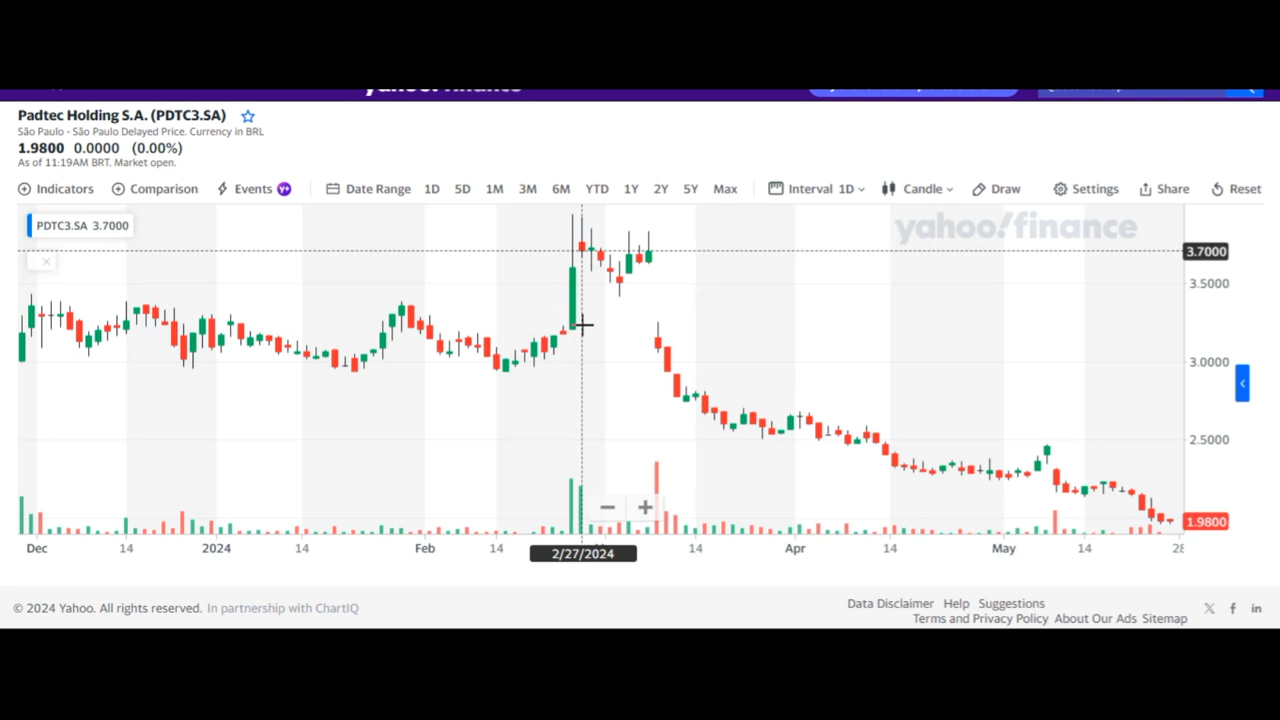 Padtec Holding S.A. (PDTC3.SA)
São Paulo - São Paulo Delayed Price. Currency in BRL
1.9800 0.0000 (0.00%)
As of 11:19AM BRT. Market open.
Indicators Comparison Events Y+ Date Range 1D 5D 1M 3M 6M YTD 1Y 2Y 5Y Max Interval 1D Candle Draw Settings Share Reset
PDTC3.SA 3.7000
yahoo!finance
3.7000
3.5000
3.0000
2.5000
1.9800
Dec 14 2024 14 Feb 14 2/27/2024 14 Apr 14 May 14 28
© 2024 Yahoo. All rights reserved. In partnership with ChartIQ
Data Disclaimer Help Suggestions
Terms and Privacy Policy About Our Ads Sitemap